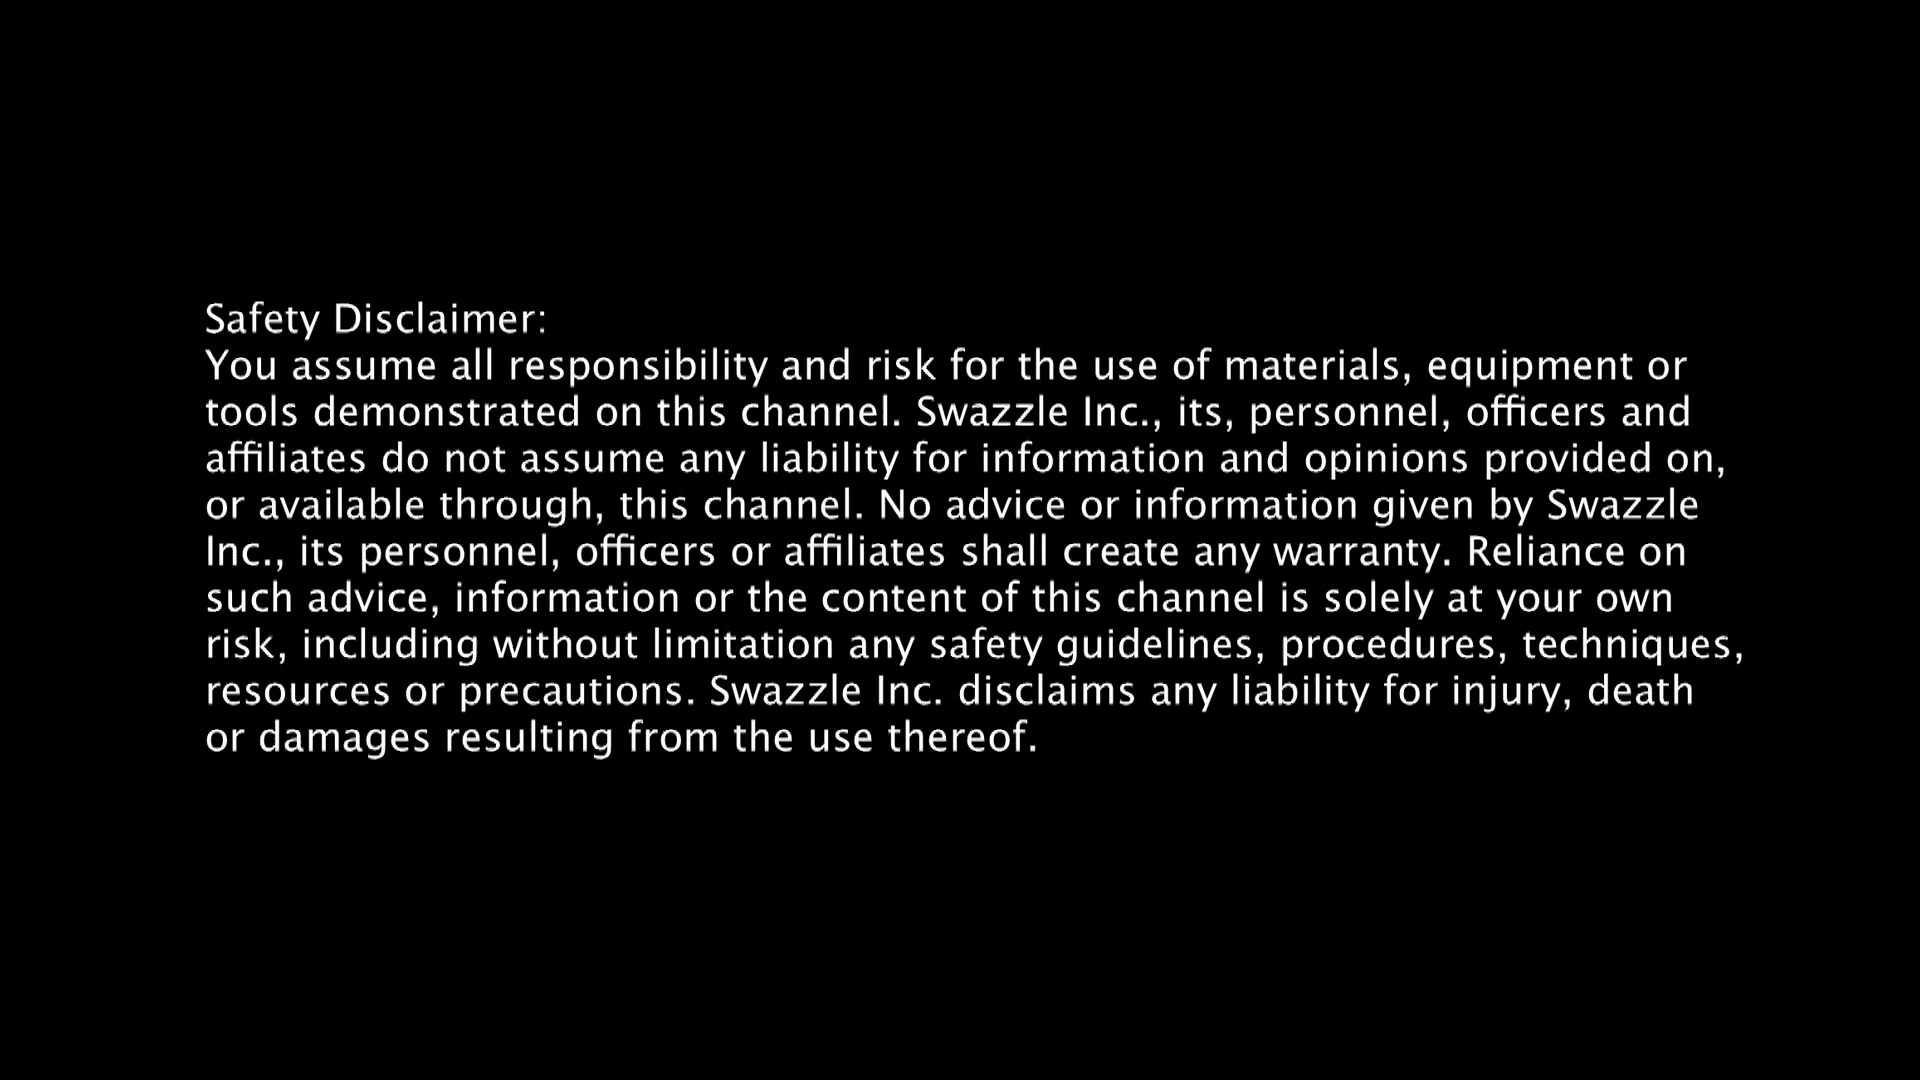 Safety Disclaimer:
You assume all responsibility and risk for the use of materials, equipment or
tools demonstrated on this channel. Swazzle Inc., its, personnel, officers and
affiliates do not assume any liability for information and opinions provided on,
or available through, this channel. No advice or information given by Swazzle
Inc., its personnel, officers or affiliates shall create any warranty. Reliance on
such advice, information or the content of this channel is solely at your own
risk, including without limitation any safety guidelines, procedures, techniques,
resources or precautions. Swazzle Inc. disclaims any liability for injury, death
or damages resulting from the use thereof.